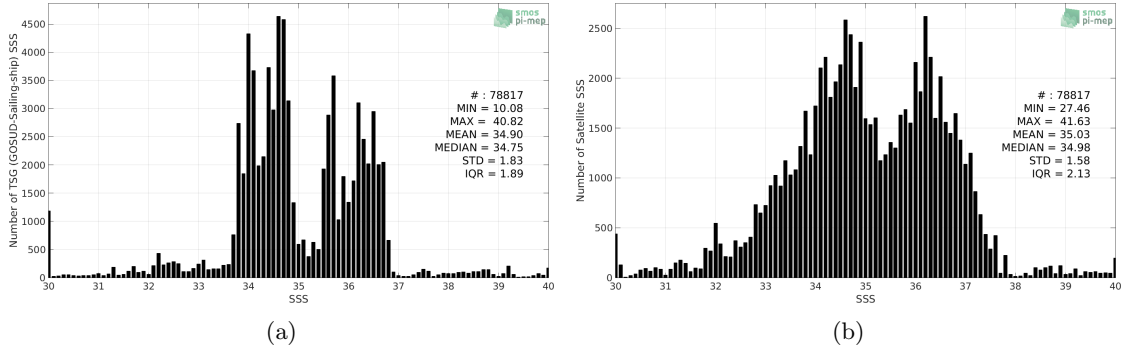 smos
pi-mep
Number of TSG (GOSUD-Sailing-ship) SSS
4500
4000
3500
3000
2500
2000
1500
1000
500
0
# : 78817
MIN = 10.08
MAX = 40.82
MEAN = 34.90
MEDIAN = 34.75
STD = 1.83
IQR = 1.89
30 31 32 33 34 35 36 37 38 39 40
SSS
(a)
smos
pi-mep
Number of Satellite SSS
2500
2000
1500
1000
500
0
# : 78817
MIN = 27.46
MAX = 41.63
MEAN = 35.03
MEDIAN = 34.98
STD = 1.58
IQR = 2.13
30 31 32 33 34 35 36 37 38 39 40
SSS
(b)